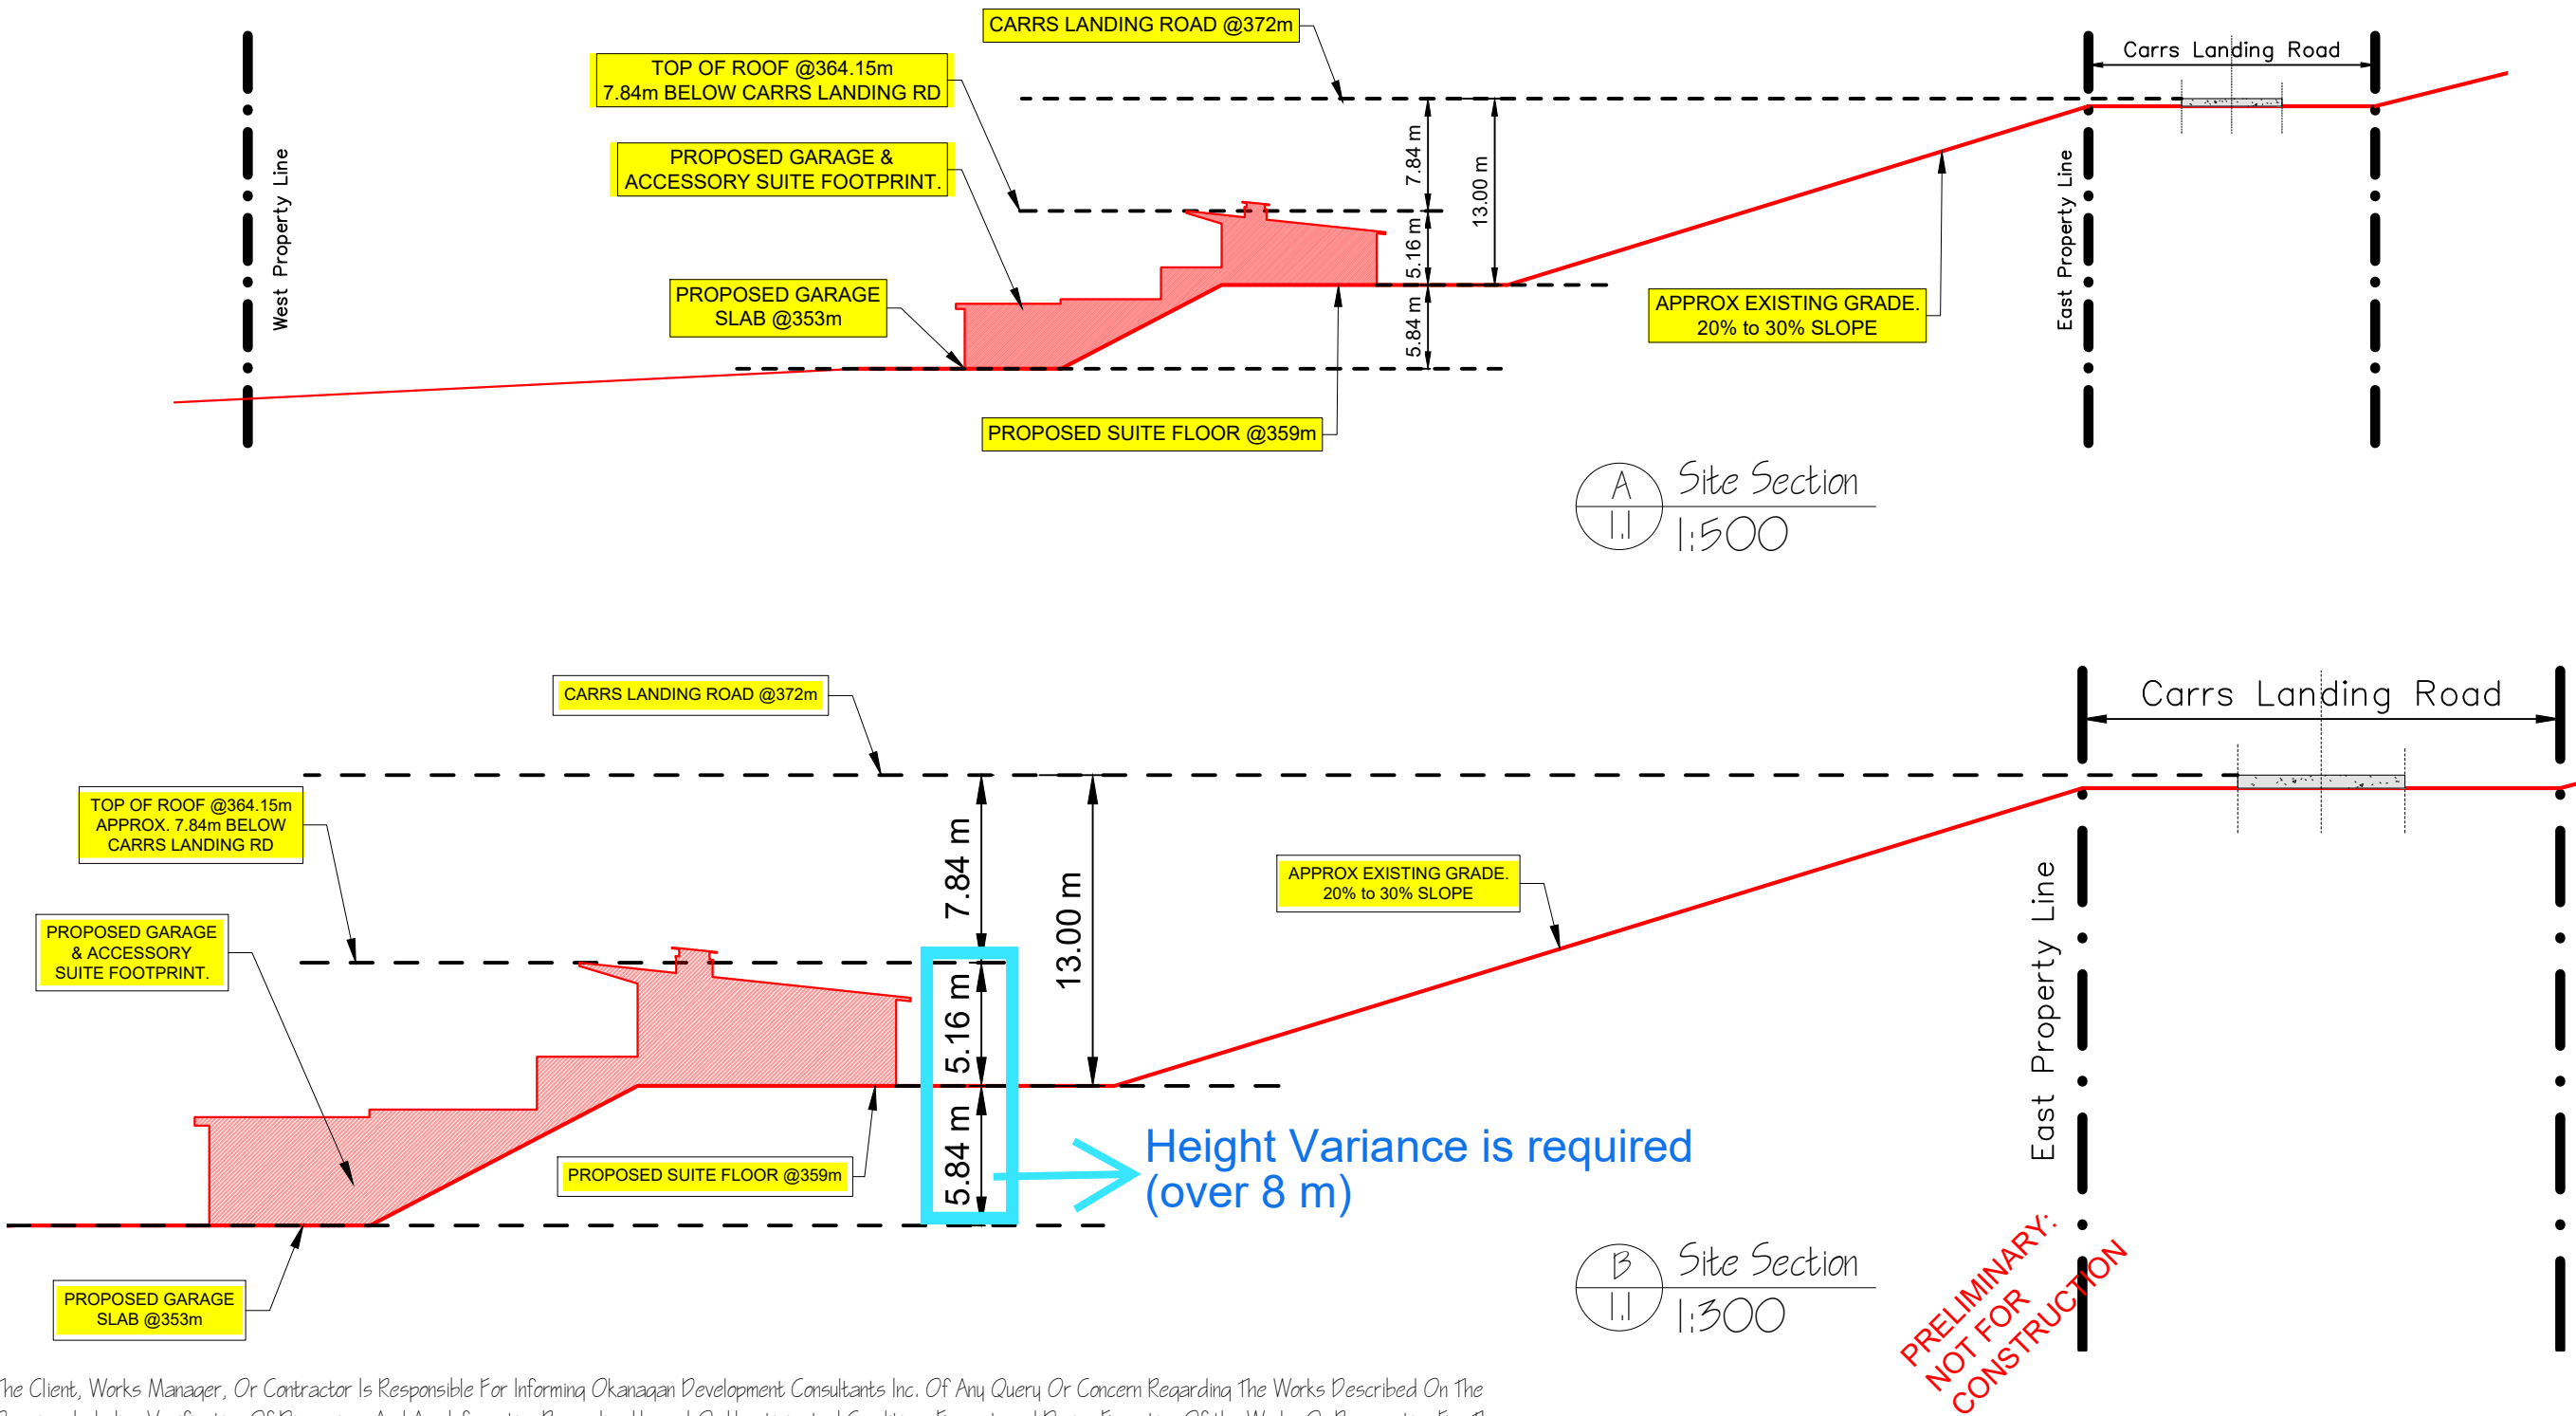 CARRS LANDING ROAD @372m
TOP OF ROOF @364.15m
7.84m BELOW CARRS LANDING RD
PROPOSED GARAGE &
ACCESSORY SUITE FOOTPRINT.
PROPOSED GARAGE
SLAB @353m
PROPOSED SUITE FLOOR @359m
APPROX EXISTING GRADE.
20% to 30% SLOPE
West Property Line
7.84 m
5.16 m
5.84 m
13.00 m
East Property Line
Carrs Landing Road
A
1.1
Site Section
1:500
CARRS LANDING ROAD @372m
TOP OF ROOF @364.15m
APPROX. 7.84m BELOW
CARRS LANDING RD
PROPOSED GARAGE
& ACCESSORY
SUITE FOOTPRINT.
PROPOSED GARAGE
SLAB @353m
PROPOSED SUITE FLOOR @359m
7.84 m
5.16 m
5.84 m
13.00 m
APPROX EXISTING GRADE.
20% to 30% SLOPE
Height Variance is required
(over 8 m)
East Property Line
Carrs Landing Road
B
1.1
Site Section
1:300
PRELIMINARY:
NOT FOR
CONSTRUCTION
The Client, Works Manager, Or Contractor Is Responsible For Informing Okanagan Development Consultants Inc. Of Any Query Or Concern Regarding The Works Described On The